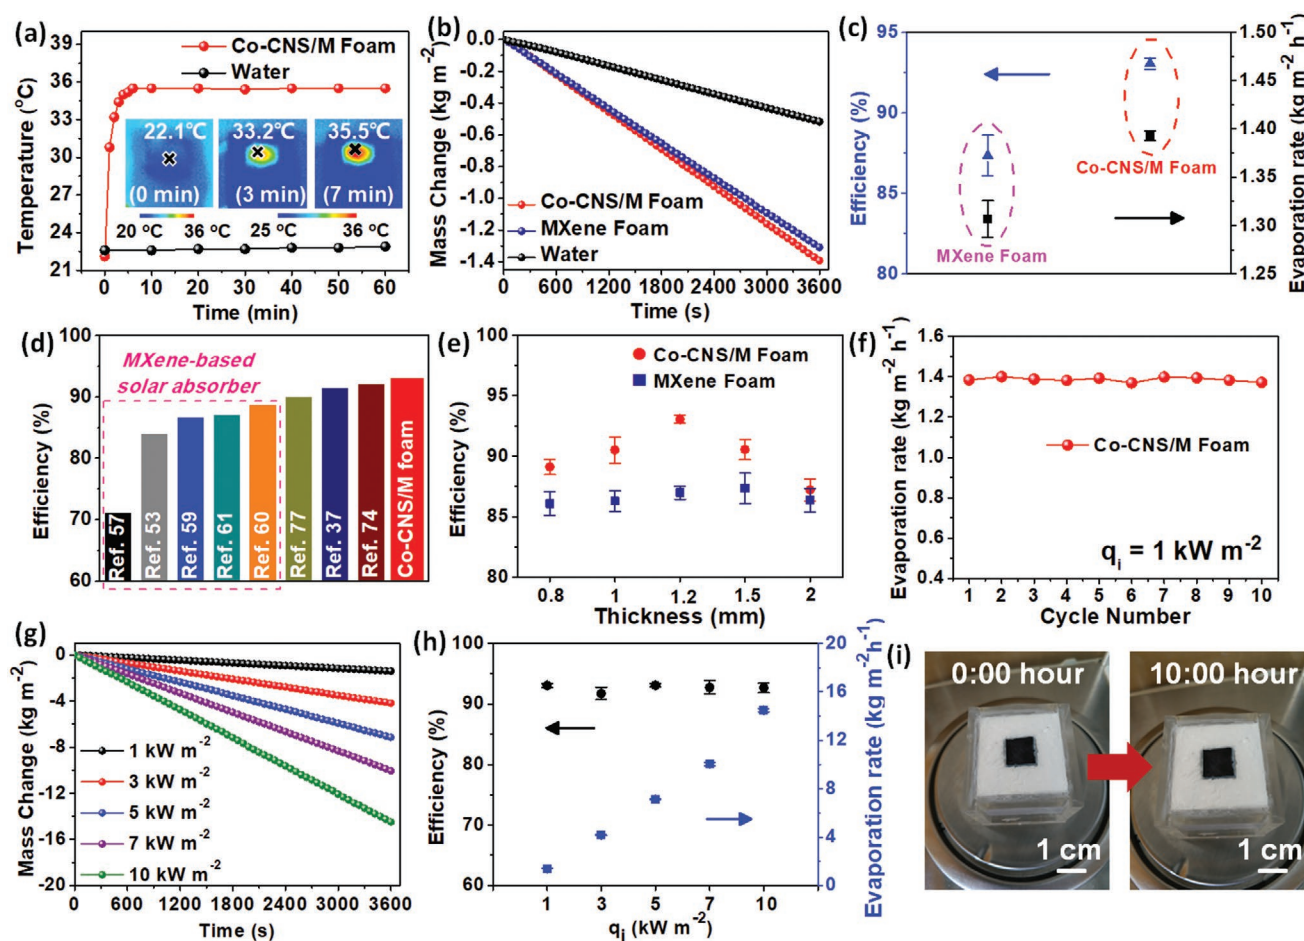 (a)
39
36
33
30
27
24
21
Temperature (°C)
Co-CNS/M Foam
Water
22.1℃
33.2℃
35.5℃
(0 min)
(3 min)
(7 min)
20 ℃
36 ℃
25 ℃
36 ℃
0 10 20 30 40 50 60
Time (min)
(b)
0.0
-0.2
-0.4
-0.6
-0.8
-1.0
-1.2
-1.4
Mass Change (kg m⁻²)
Co-CNS/M Foam
MXene Foam
Water
0 600 1200 1800 2400 3000 3600
Time (s)
(c)
95
90
85
80
Efficiency (%)
Co-CNS/M Foam
MXene Foam
1.50
1.45
1.40
1.35
1.30
1.25
Evaporation rate (kg m⁻² h⁻¹)
(d)
100
90
80
70
60
Efficiency (%)
MXene-based
solar absorber
Ref. 57
Ref. 53
Ref. 59
Ref. 61
Ref. 60
Ref. 77
Ref. 37
Ref. 74
Co-CNS/M foam
(e)
100
95
90
85
80
Efficiency (%)
Co-CNS/M Foam
MXene Foam
0.8 1 1.2 1.5 2
Thickness (mm)
(f)
1.6
1.4
1.2
1.0
0.8
0.6
0.4
Evaporation rate (kg m⁻² h⁻¹)
Co-CNS/M Foam
qᵢ = 1 kW m⁻²
1 2 3 4 5 6 7 8 9 10
Cycle Number
(g)
0
-4
-8
-12
-16
-20
Mass Change (kg m⁻²)
1 kW m⁻²
3 kW m⁻²
5 kW m⁻²
7 kW m⁻²
10 kW m⁻²
0 600 1200 1800 2400 3000 3600
Time (s)
(h)
100
90
80
70
60
Efficiency (%)
1 3 5 7 10
qᵢ (kW m⁻²)
20
16
12
8
4
0
Evaporation rate (kg m⁻²h⁻¹)
(i)
0:00 hour
10:00 hour
1 cm
1 cm